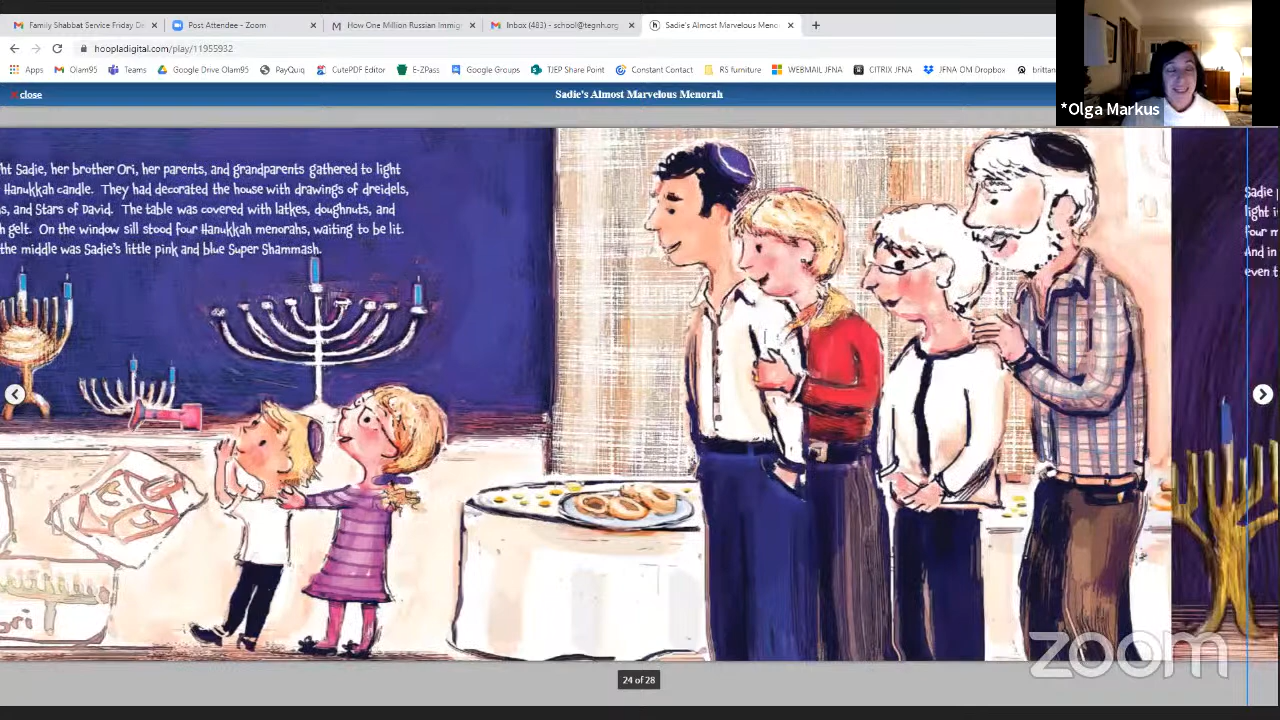 Family Shabbat Service Friday De
Post Attendee - Zoom
How One Million Russian Immig
Inbox (483) - school@tegnh.org
Sadie's Almost Marvelous Meno
hoopladigital.com/play/11955932
Apps
Olam95
Teams
Google Drive Olam95
PayQuiq
CutePDF Editor
E-ZPass
Google Groups
TJEP Share Point
Constant Contact
RS furniture
WEBMAIL JFNA
CITRIX JFNA
JFNA OM Dropbox
brittan
*Olga Markus
close
Sadie's Almost Marvelous Menorah
ht Sadie, her brother Ori, her parents, and grandparents gathered to light
Hanukkah candle. They had decorated the house with drawings of dreidels,
s, and Stars of David. The table was covered with latkes, doughnuts, and
h gelt. On the window sill stood four Hanukkah menorahs, waiting to be lit.
the middle was Sadie's little pink and blue Super Shammash.
Sadie
light i
four m
And in
even t
ori
zoom
24 of 28